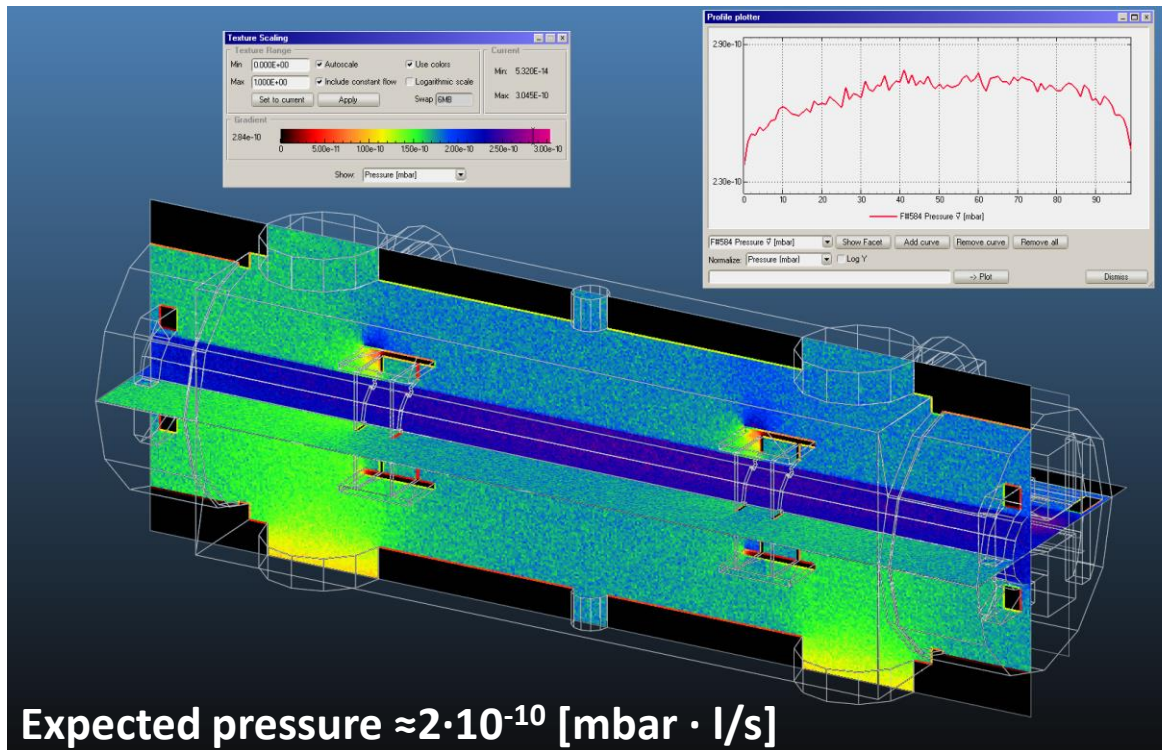 Texture Scaling
Texture Range
Min 0.000E+00 Autoscale Use colors
Max 1.000E+00 Include constant flow Logarithmic scale
Set to current Apply Swap 6MB
Current
Min: 5.320E-14
Max: 3.045E-10
Gradient
2.84e-10
0 5.00e-11 1.00e-10 1.50e-10 2.00e-10 2.50e-10 3.00e-10
Show: Pressure [mbar]
Profile plotter
2.90e-10
2.30e-10
0 10 20 30 40 50 60 70 80 90
F#584 Pressure ⊽ [mbar]
F#584 Pressure ⊽ [mbar] Show Facet Add curve Remove curve Remove all
Normalize: Pressure [mbar] Log Y
-> Plot Dismiss
Expected pressure ≈2·10⁻¹⁰ [mbar · l/s]